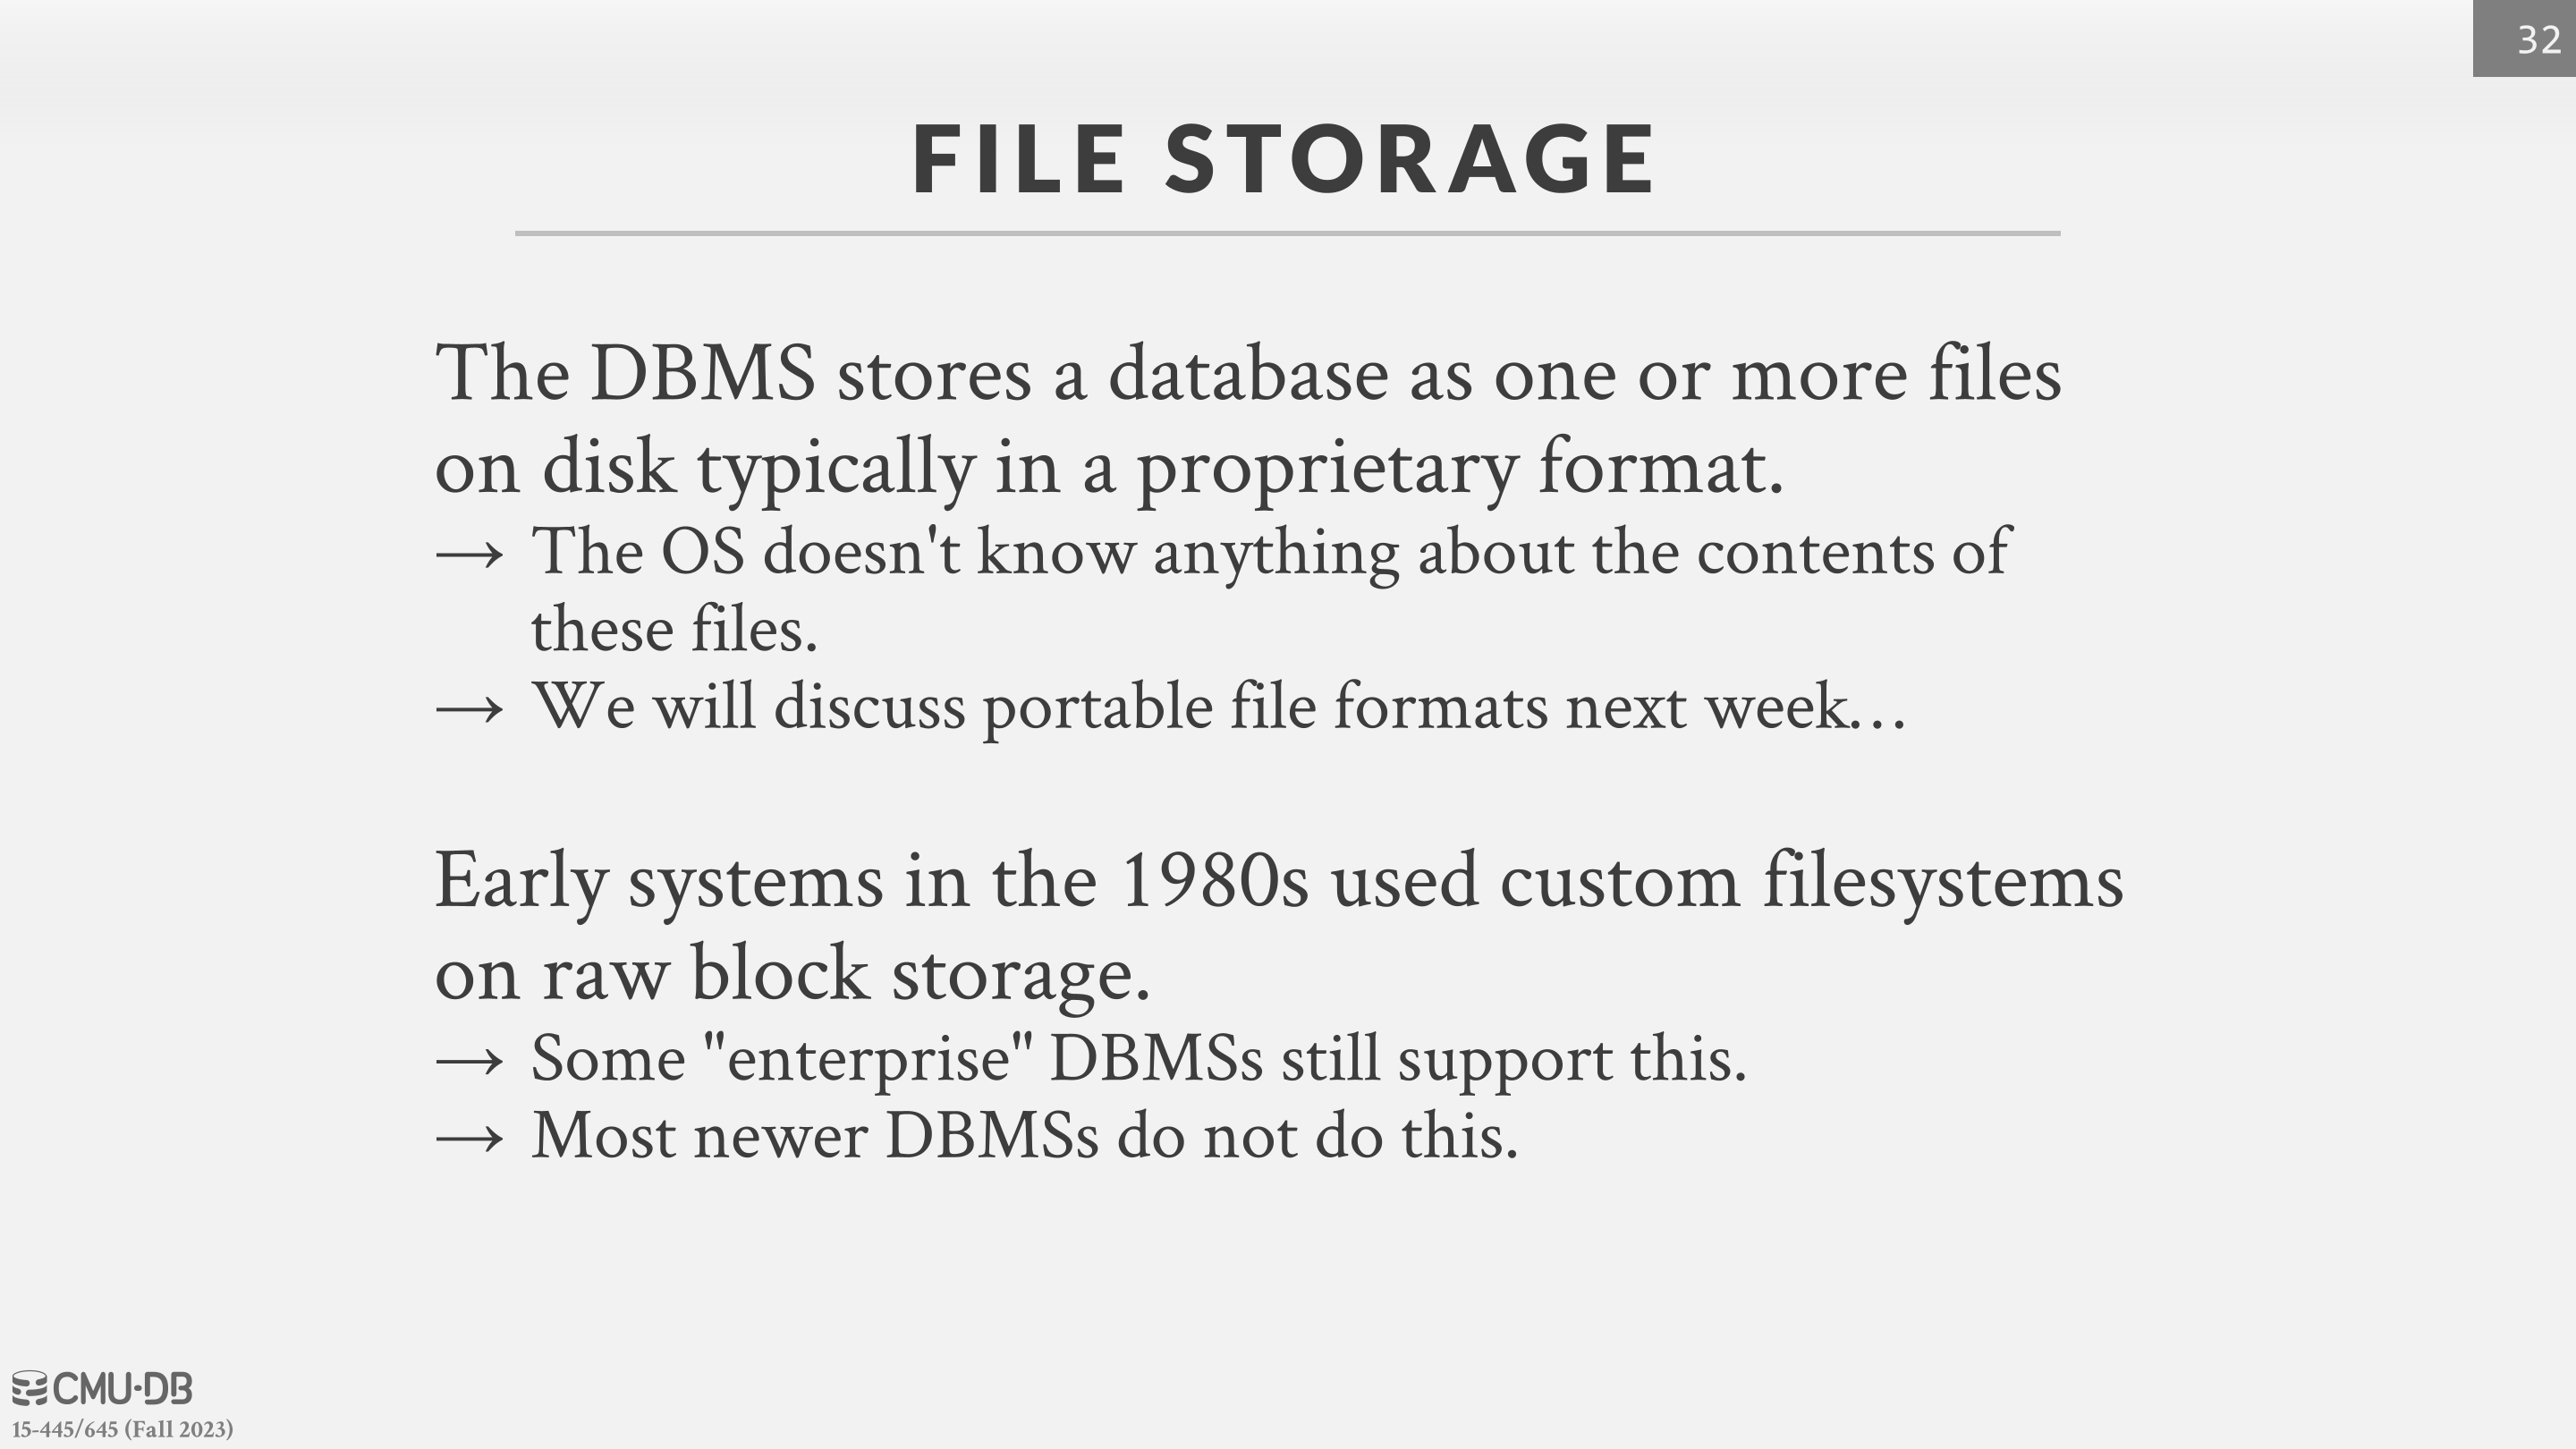 32
FILE STORAGE
The DBMS stores a database as one or more files
on disk typically in a proprietary format.
→ The OS doesn't know anything about the contents of
these files.
→ We will discuss portable file formats next week…
Early systems in the 1980s used custom filesystems
on raw block storage.
→ Some "enterprise" DBMSs still support this.
→ Most newer DBMSs do not do this.
CMU·DB
15-445/645 (Fall 2023)